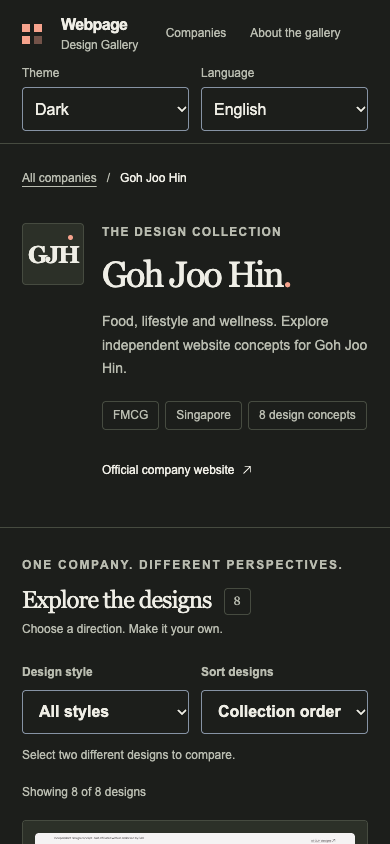 Webpage
Design Gallery
Companies
About the gallery
Theme
Language
Dark
English
All companies / Goh Joo Hin
GJH
THE DESIGN COLLECTION
Goh Joo Hin.
Food, lifestyle and wellness. Explore
independent website concepts for Goh Joo
Hin.
FMCG
Singapore
8 design concepts
Official company website ↗
ONE COMPANY. DIFFERENT PERSPECTIVES.
Explore the designs 8
Choose a direction. Make it your own.
Design style
Sort designs
All styles
Collection order
Select two different designs to compare.
Showing 8 of 8 designs